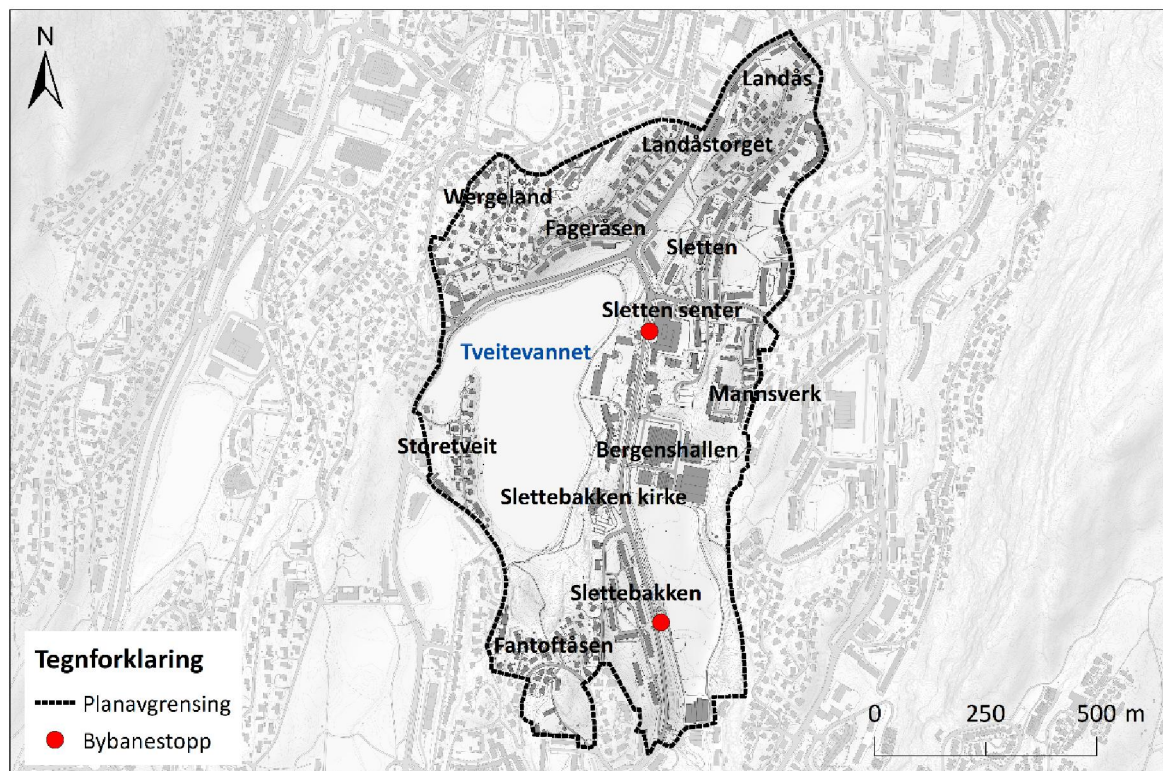 N
Landås
Landåstorget
Wergeland
Fageråsen
Sletten
Sletten senter
Tveitevannet
Mannsverk
Storetveit
Bergenshallen
Slettebakken kirke
Slettebakken
Fantoftåsen
Tegnforklaring
Planavgrensing
Bybanestopp
0 250 500 m